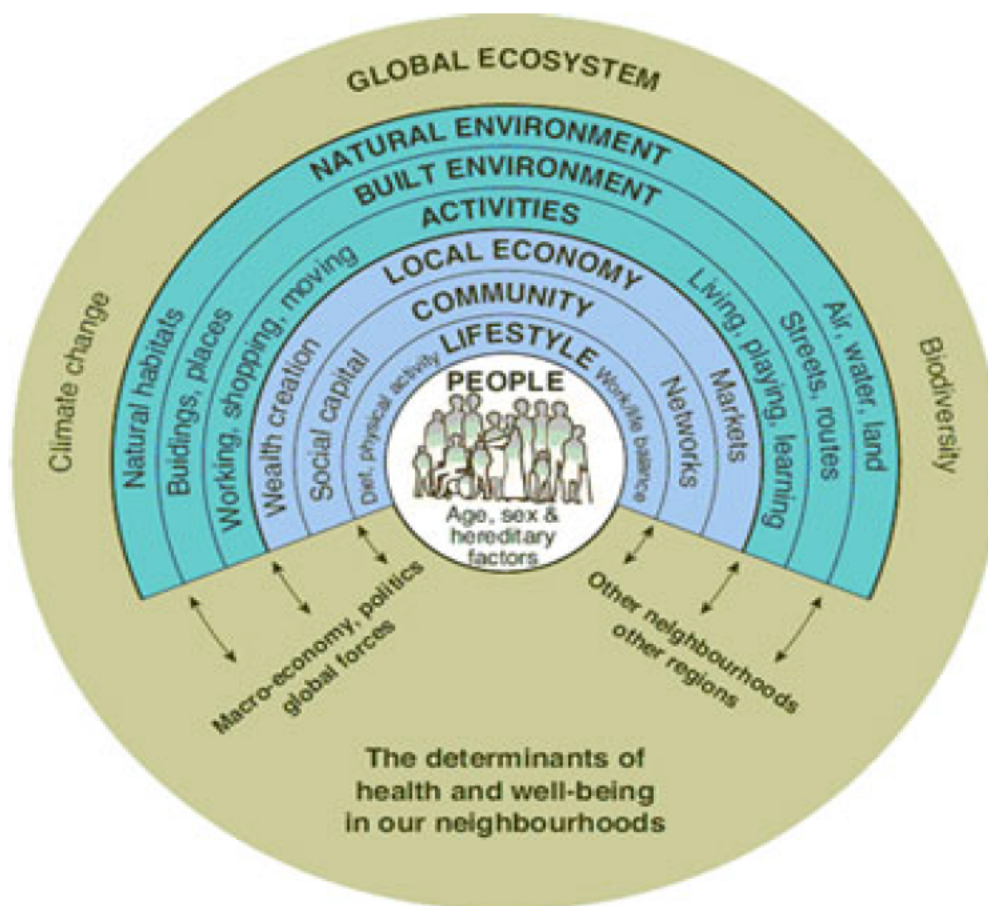 GLOBAL ECOSYSTEM
NATURAL ENVIRONMENT
BUILT ENVIRONMENT
ACTIVITIES
LOCAL ECONOMY
COMMUNITY
LIFESTYLE
PEOPLE
Age, sex &
hereditary
factors
Climate change
Natural habitats
Buidings, places
Working, shopping, moving
Wealth creation
Social capital
Diet, physical activity
Work/life balance
Networks
Markets
Living, playing, learning
Streets, routes
Air, water, land
Biodiversity
Macro-economy, politics
global forces
Other neighbourhoods
other regions
The determinants of
health and well-being
in our neighbourhoods